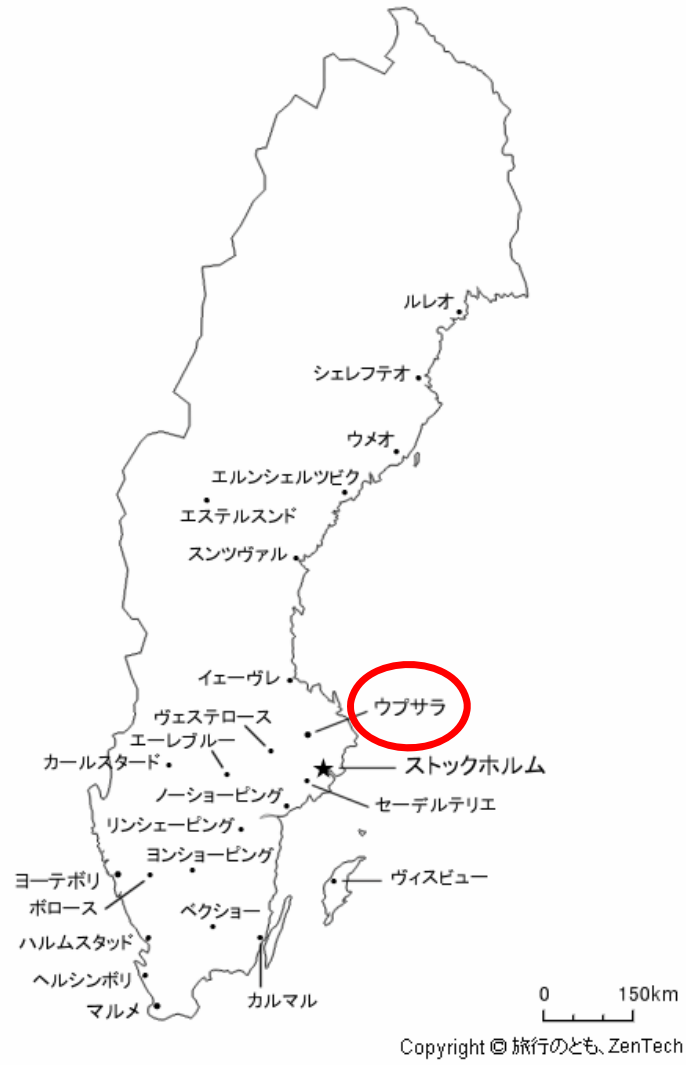 ルレオ
シェレフテオ
ウメオ
エルンシェルツビク
エステルスンド
スンツヴァル
イェーヴレ
ウプサラ
ヴェステロース
エーレブルー
カールスタード
ストックホルム
ノーショーピング
セーデルテリエ
リンシェーピング
ヨンショーピング
ヨーテボリ
ヴィスビュー
ボロース
ベクショー
ハルムスタッド
ヘルシンボリ
カルマル
マルメ
0 150km
Copyright © 旅行のとも、ZenTech